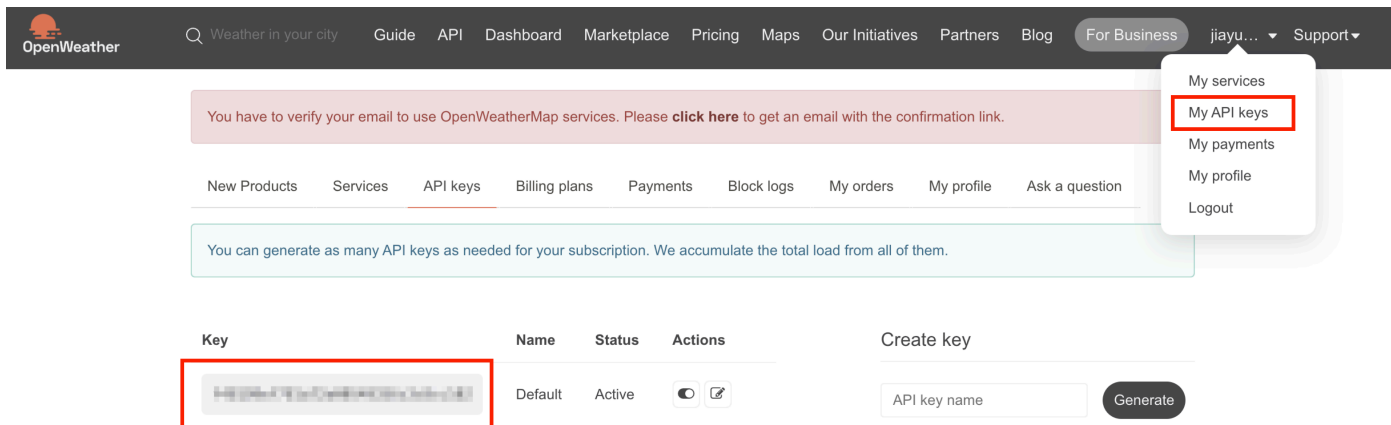 OpenWeather
Weather in your city
Guide API Dashboard Marketplace Pricing Maps Our Initiatives Partners Blog For Business jiayu... Support
My services
My API keys
My payments
My profile
Logout
You have to verify your email to use OpenWeatherMap services. Please click here to get an email with the confirmation link.
New Products Services API keys Billing plans Payments Block logs My orders My profile Ask a question
You can generate as many API keys as needed for your subscription. We accumulate the total load from all of them.
Key Name Status Actions
Default Active
Create key
API key name Generate